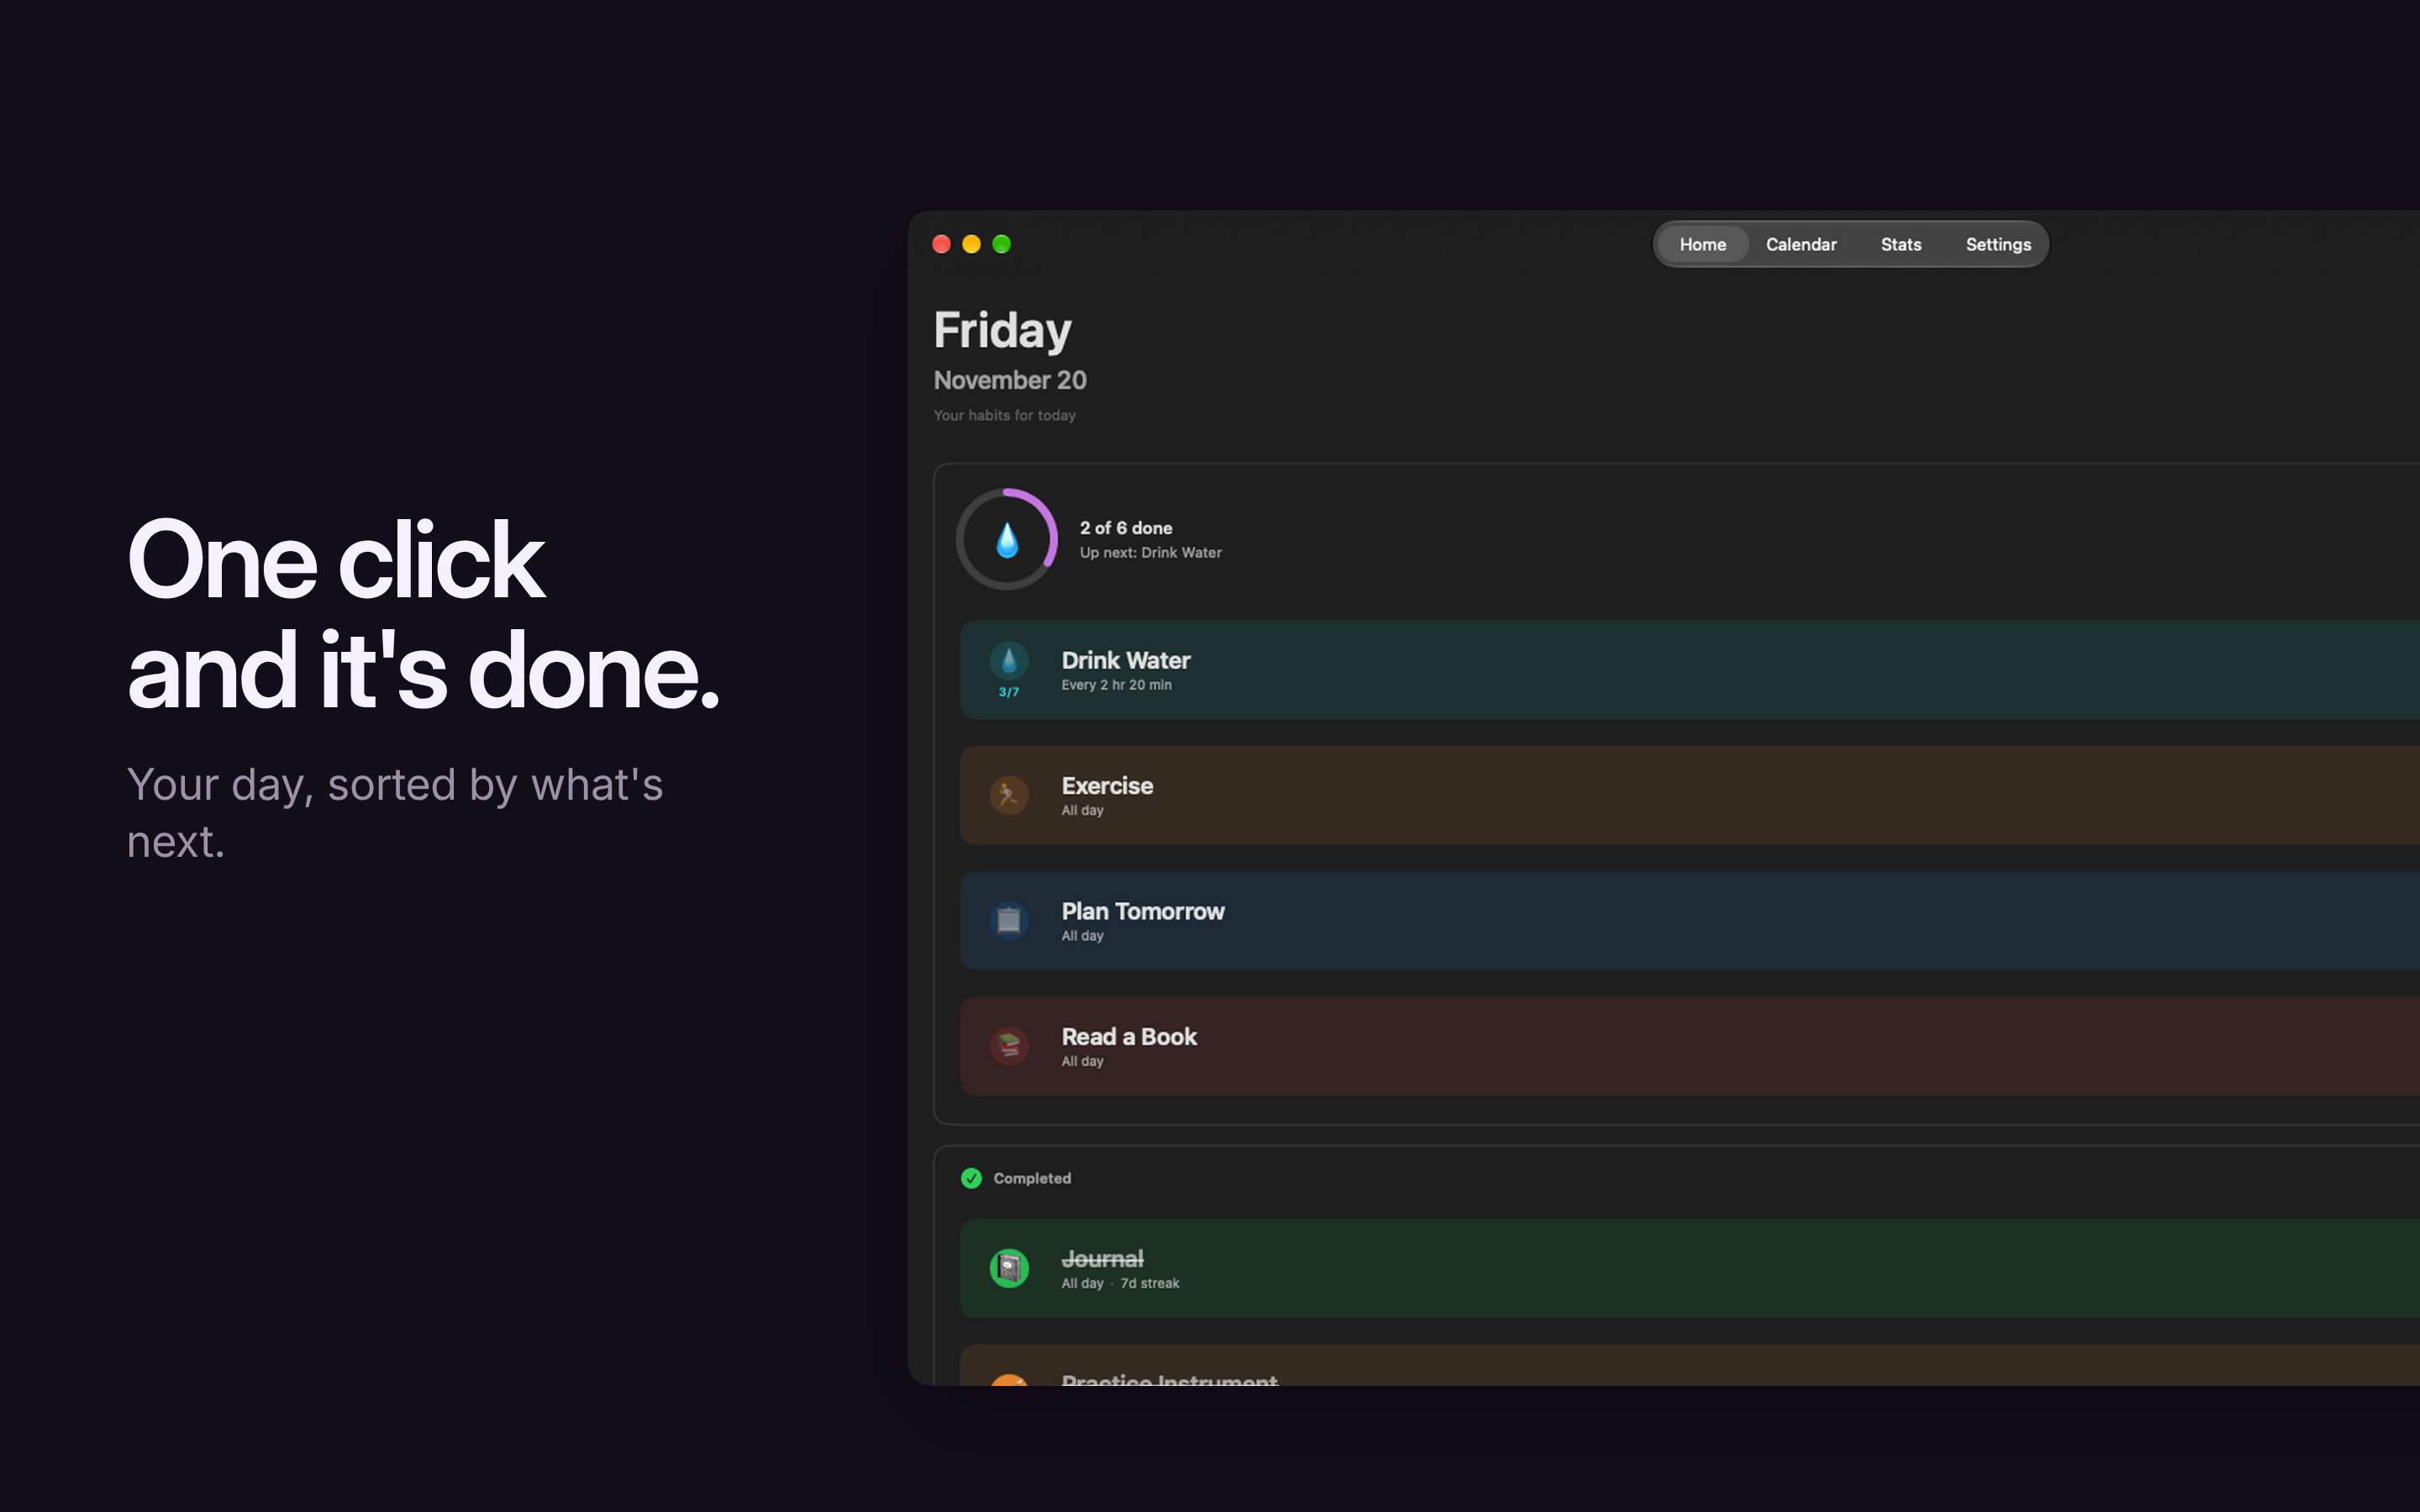 One click
and it's done.
Your day, sorted by what's
next.
Home Calendar Stats Settings
Friday
November 20
Your habits for today
2 of 6 done
Up next: Drink Water
3/7
Drink Water
Every 2 hr 20 min
Exercise
All day
Plan Tomorrow
All day
Read a Book
All day
Completed
Journal
All day · 7d streak
Practice Instrument